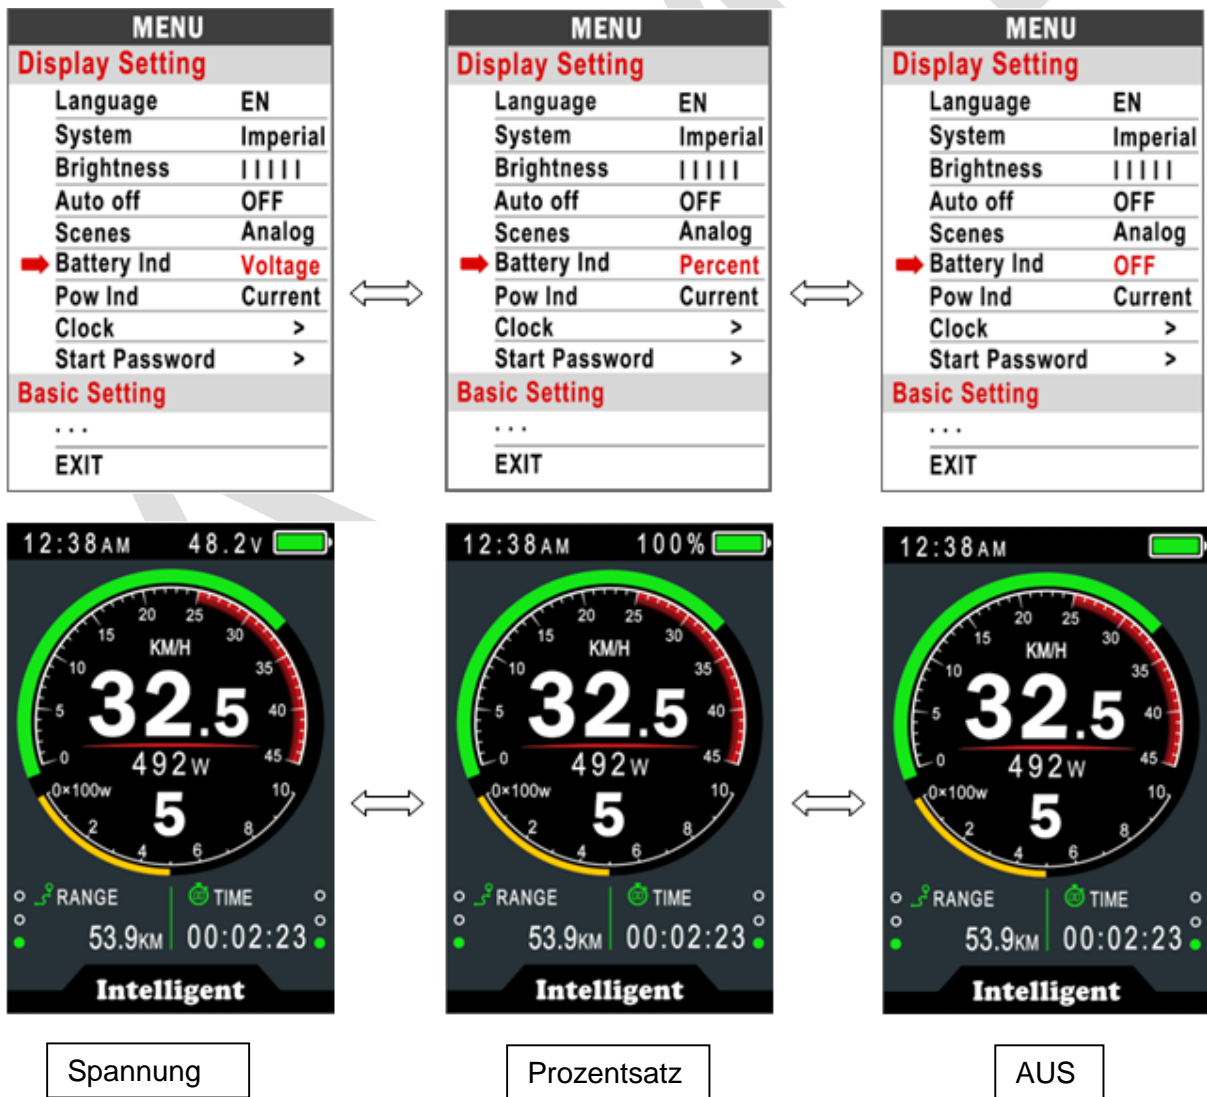 MENU
Display Setting
Language EN
System Imperial
Brightness I I I I I
Auto off OFF
Scenes Analog
Battery Ind Voltage
Pow Ind Current
Clock >
Start Password >
Basic Setting
. . .
EXIT
MENU
Display Setting
Language EN
System Imperial
Brightness I I I I I
Auto off OFF
Scenes Analog
Battery Ind Percent
Pow Ind Current
Clock >
Start Password >
Basic Setting
. . .
EXIT
MENU
Display Setting
Language EN
System Imperial
Brightness I I I I I
Auto off OFF
Scenes Analog
Battery Ind OFF
Pow Ind Current
Clock >
Start Password >
Basic Setting
. . .
EXIT
12:38AM 48.2V
0 5 10 15 20 25 30 35 40 45
KM/H
32.5
492W
0×100w 2 4 6 8 10
5
RANGE TIME
53.9KM 00:02:23
Intelligent
12:38AM 100%
0 5 10 15 20 25 30 35 40 45
KM/H
32.5
492W
0×100w 2 4 6 8 10
5
RANGE TIME
53.9KM 00:02:23
Intelligent
12:38AM
0 5 10 15 20 25 30 35 40 45
KM/H
32.5
492W
0×100w 2 4 6 8 10
5
RANGE TIME
53.9KM 00:02:23
Intelligent
Spannung
Prozentsatz
AUS